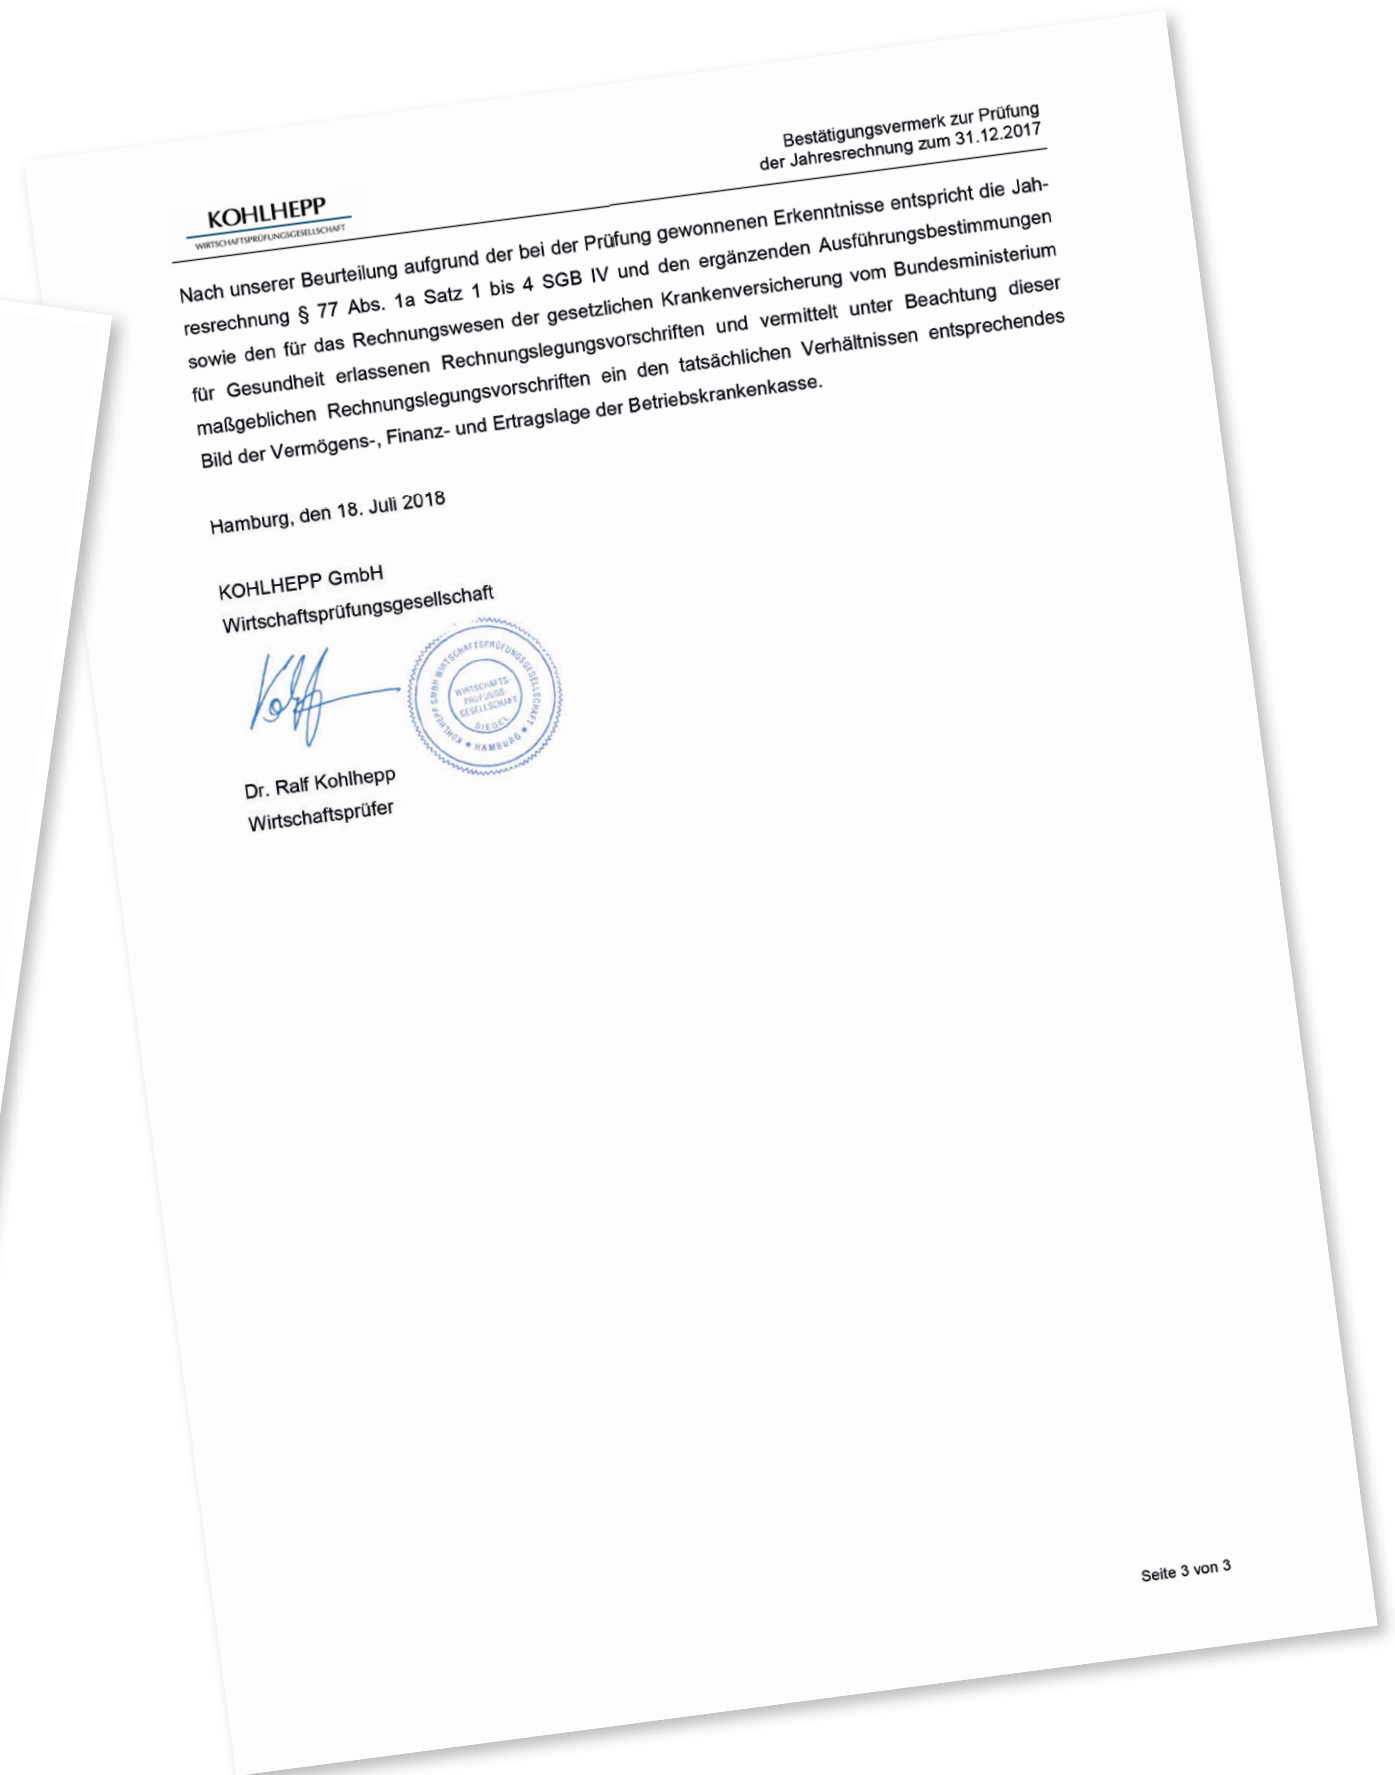 Bestätigungsvermerk zur Prüfung
der Jahresrechnung zum 31.12.2017
KOHLHEPP
WIRTSCHAFTSPRÜFUNGSGESELLSCHAFT
Nach unserer Beurteilung aufgrund der bei der Prüfung gewonnenen Erkenntnisse entspricht die Jah-
resrechnung § 77 Abs. 1a Satz 1 bis 4 SGB IV und den ergänzenden Ausführungsbestimmungen
sowie den für das Rechnungswesen der gesetzlichen Krankenversicherung vom Bundesministerium
für Gesundheit erlassenen Rechnungslegungsvorschriften und vermittelt unter Beachtung dieser
maßgeblichen Rechnungslegungsvorschriften ein den tatsächlichen Verhältnissen entsprechendes
Bild der Vermögens-, Finanz- und Ertragslage der Betriebskrankenkasse.
Hamburg, den 18. Juli 2018
KOHLHEPP GmbH
Wirtschaftsprüfungsgesellschaft
KOHLHEPP GMBH WIRTSCHAFTSPRÜFUNGSGESELLSCHAFT
★ HAMBURG ★
WIRTSCHAFTS-
PRÜFUNGS-
GESELLSCHAFT
SIEGEL
Dr. Ralf Kohlhepp
Wirtschaftsprüfer
Seite 3 von 3